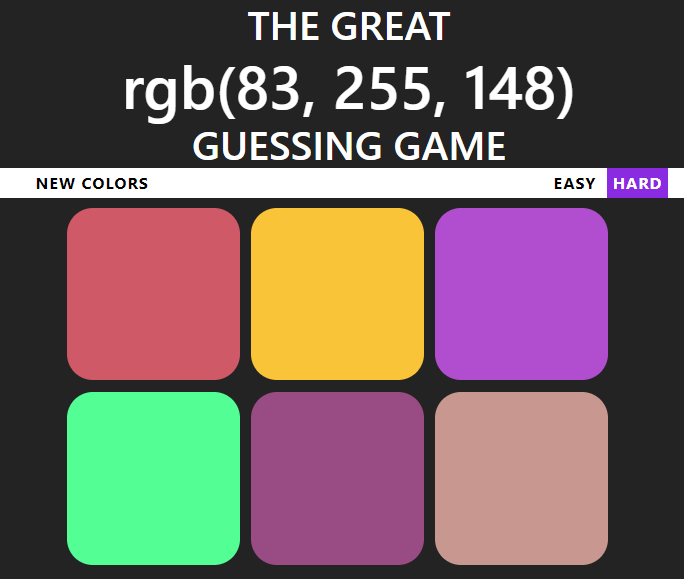 THE GREAT
rgb(83, 255, 148)
GUESSING GAME
NEW COLORS EASY HARD